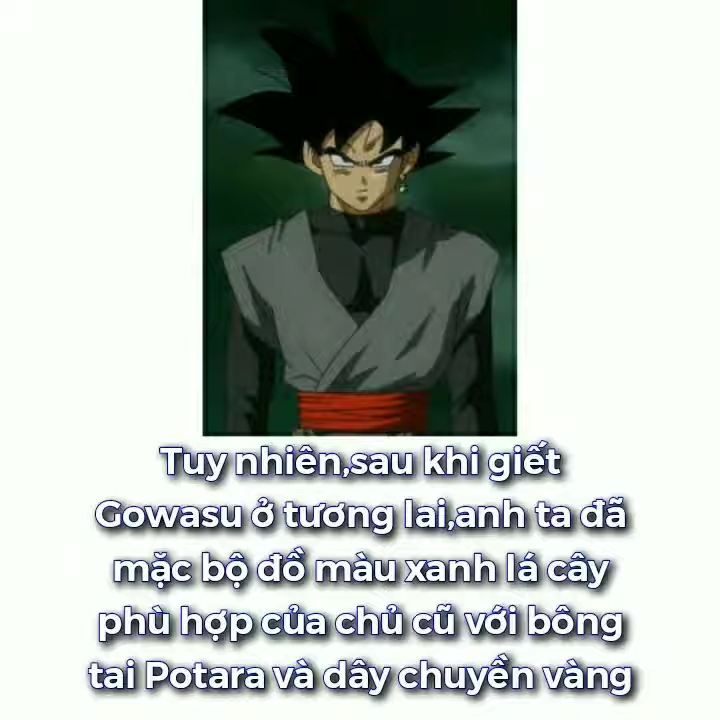 Tuy nhiên,sau khi giết
Gowasu ở tương lai,anh ta đã
mặc bộ đồ màu xanh lá cây
phù hợp của chủ cũ với bông
tai Potara và dây chuyền vàng